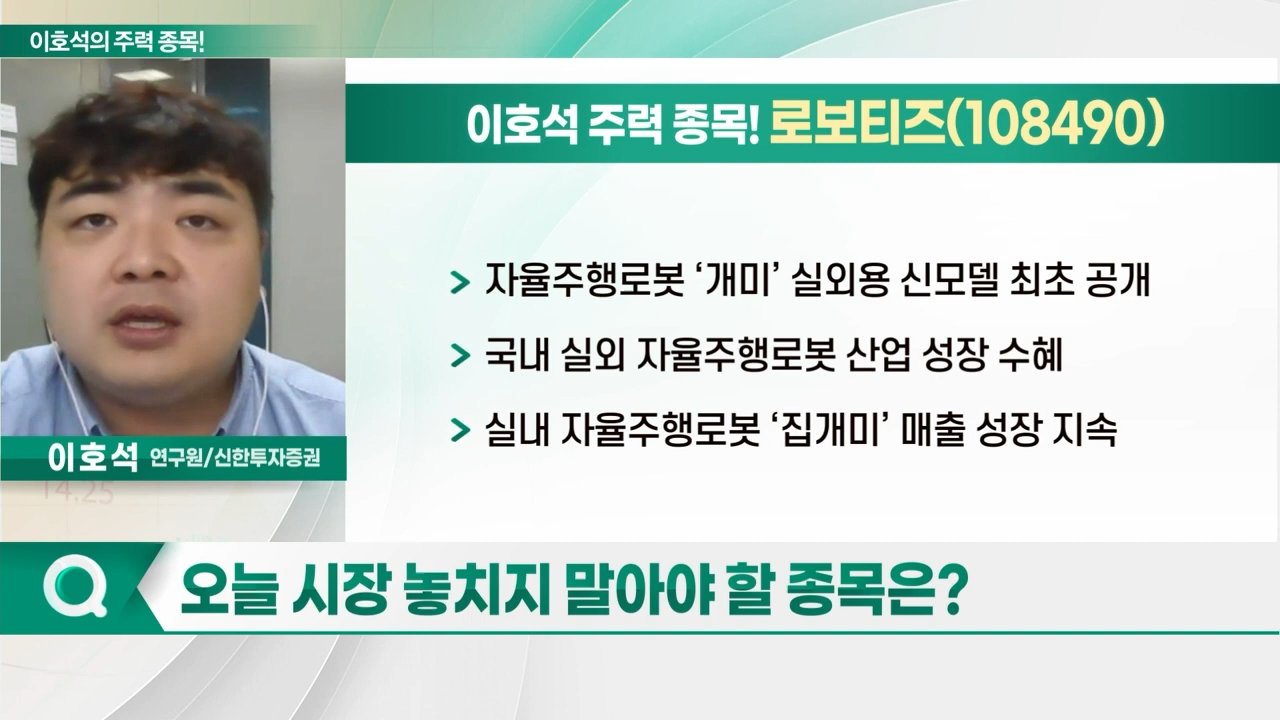 이호석의 주력 종목!
이호석 주력 종목! 로보티즈(108490)
자율주행로봇 ‘개미’ 실외용 신모델 최초 공개
국내 실외 자율주행로봇 산업 성장 수혜
실내 자율주행로봇 ‘집개미’ 매출 성장 지속
이호석 연구원/신한투자증권
14.25
오늘 시장 놓치지 말아야 할 종목은?